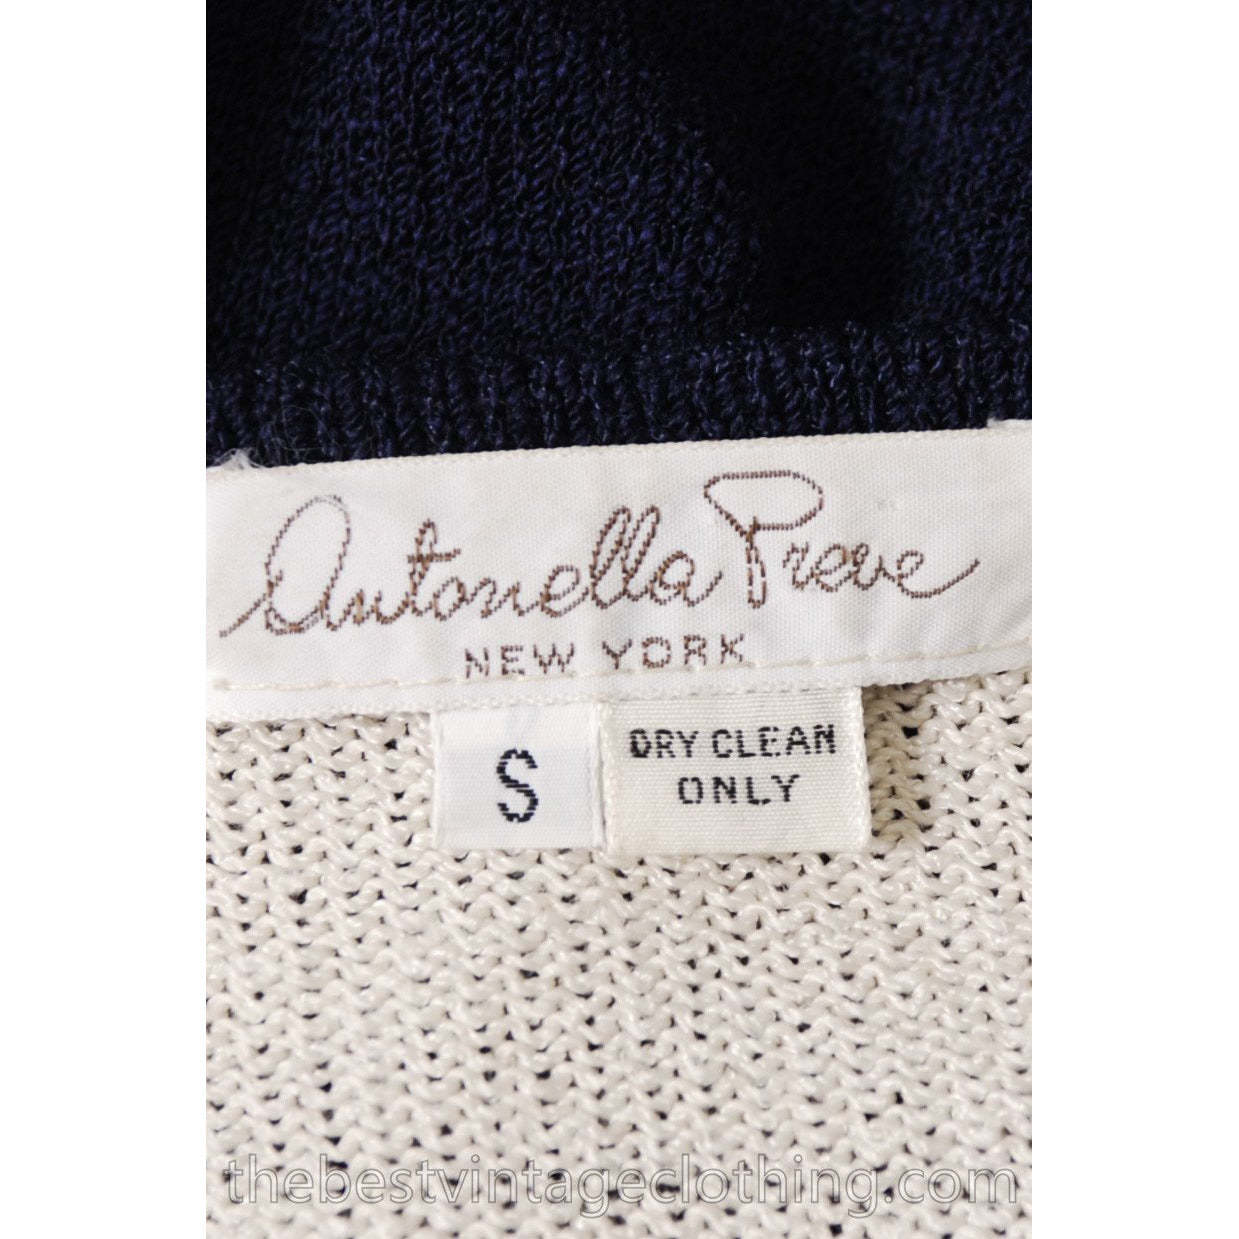 Antonella Preve
NEW YORK
S
DRY CLEAN
ONLY
thebestvintageclothing.com